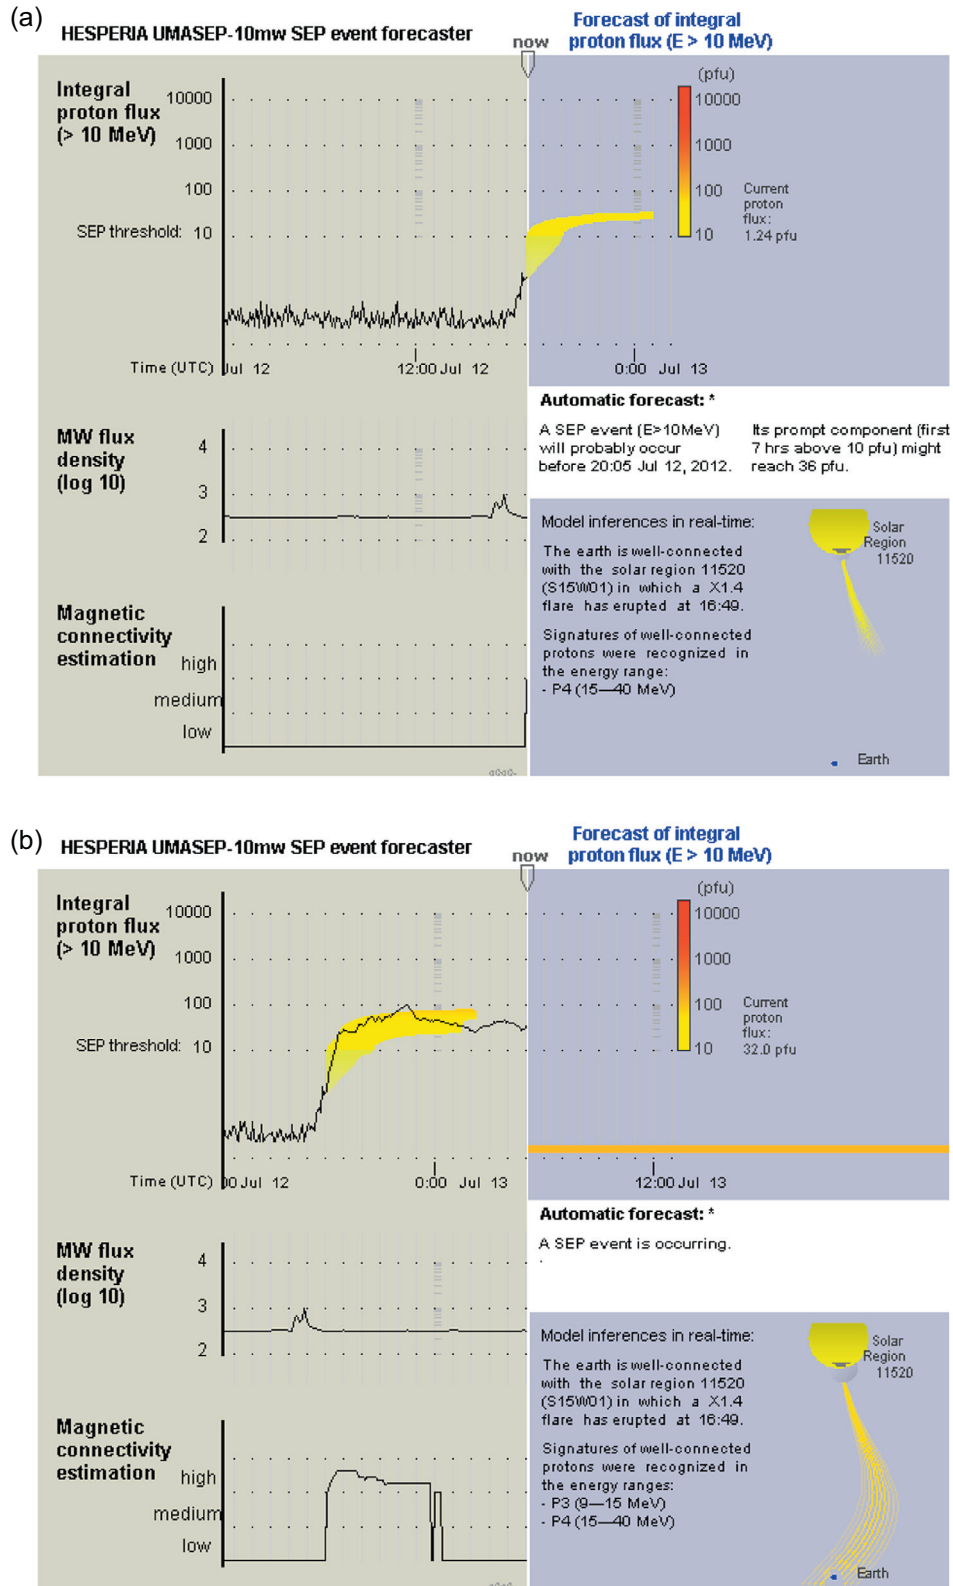 (a)
HESPERIA UMASEP-10mw SEP event forecaster
Forecast of integral
proton flux (E > 10 MeV)
now
Integral
proton flux
(> 10 MeV)
10000
1000
100
SEP threshold: 10
(pfu)
10000
1000
100
10
Current
proton
flux:
1.24 pfu
Time (UTC)
Jul 12
12:00 Jul 12
0:00 Jul 13
Automatic forecast: *
A SEP event (E>10MeV)
will probably occur
before 20:05 Jul 12, 2012.
Its prompt component (first
7 hrs above 10 pfu) might
reach 36 pfu.
MW flux
density
(log 10)
4
3
2
Model inferences in real-time:
The earth is well-connected
with the solar region 11520
(S15W01) in which a X1.4
flare has erupted at 16:49.
Signatures of well-connected
protons were recognized in
the energy range:
- P4 (15—40 MeV)
Solar
Region
11520
Earth
Magnetic
connectivity
estimation
high
medium
low
(b)
HESPERIA UMASEP-10mw SEP event forecaster
Forecast of integral
proton flux (E > 10 MeV)
now
Integral
proton flux
(> 10 MeV)
10000
1000
100
SEP threshold: 10
(pfu)
10000
1000
100
10
Current
proton
flux:
32.0 pfu
Time (UTC)
00 Jul 12
0:00 Jul 13
12:00 Jul 13
Automatic forecast: *
A SEP event is occurring.
.
MW flux
density
(log 10)
4
3
2
Model inferences in real-time:
The earth is well-connected
with the solar region 11520
(S15W01) in which a X1.4
flare has erupted at 16:49.
Signatures of well-connected
protons were recognized in
the energy ranges:
- P3 (9—15 MeV)
- P4 (15—40 MeV)
Solar
Region
11520
Earth
Magnetic
connectivity
estimation
high
medium
low